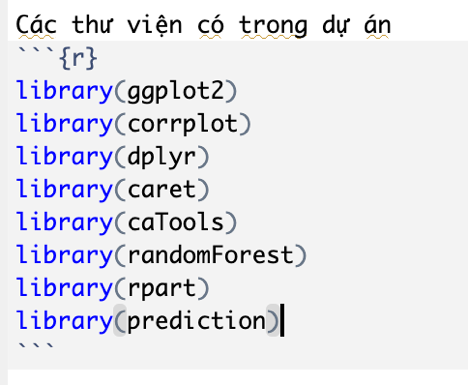 Các thư viện có trong dự án
```{r}
library(ggplot2)
library(corrplot)
library(dplyr)
library(caret)
library(caTools)
library(randomForest)
library(rpart)
library(prediction)
```